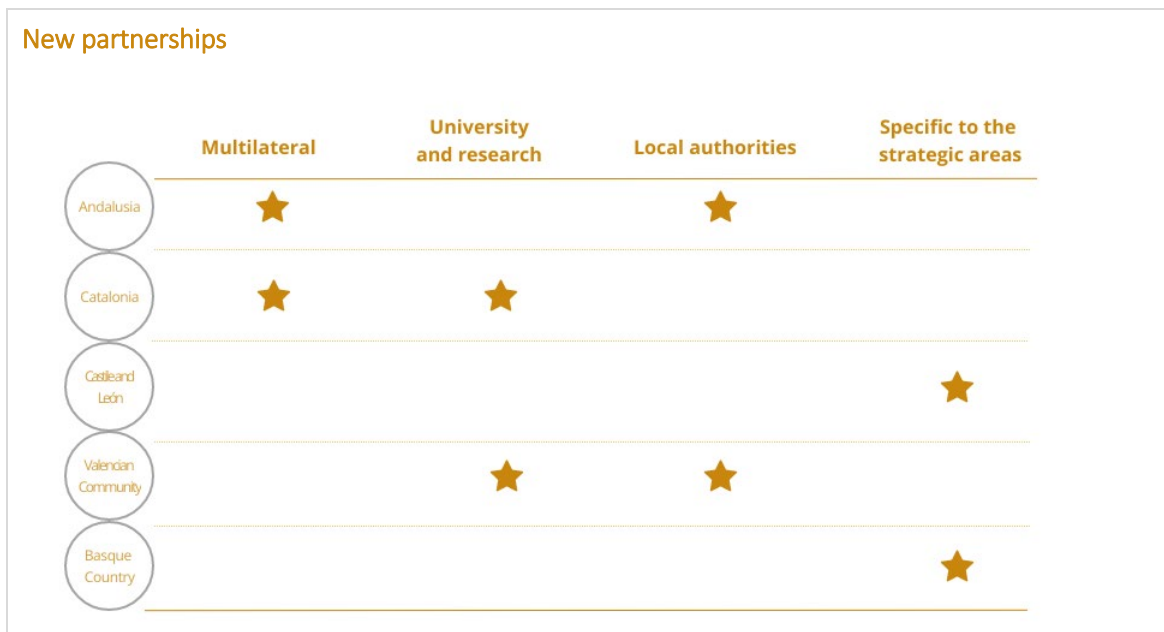 New partnerships
Multilateral
University
and research
Local authorities
Specific to the
strategic areas
Andalusia
Catalonia
Castile and
León
Valencian
Community
Basque
Country